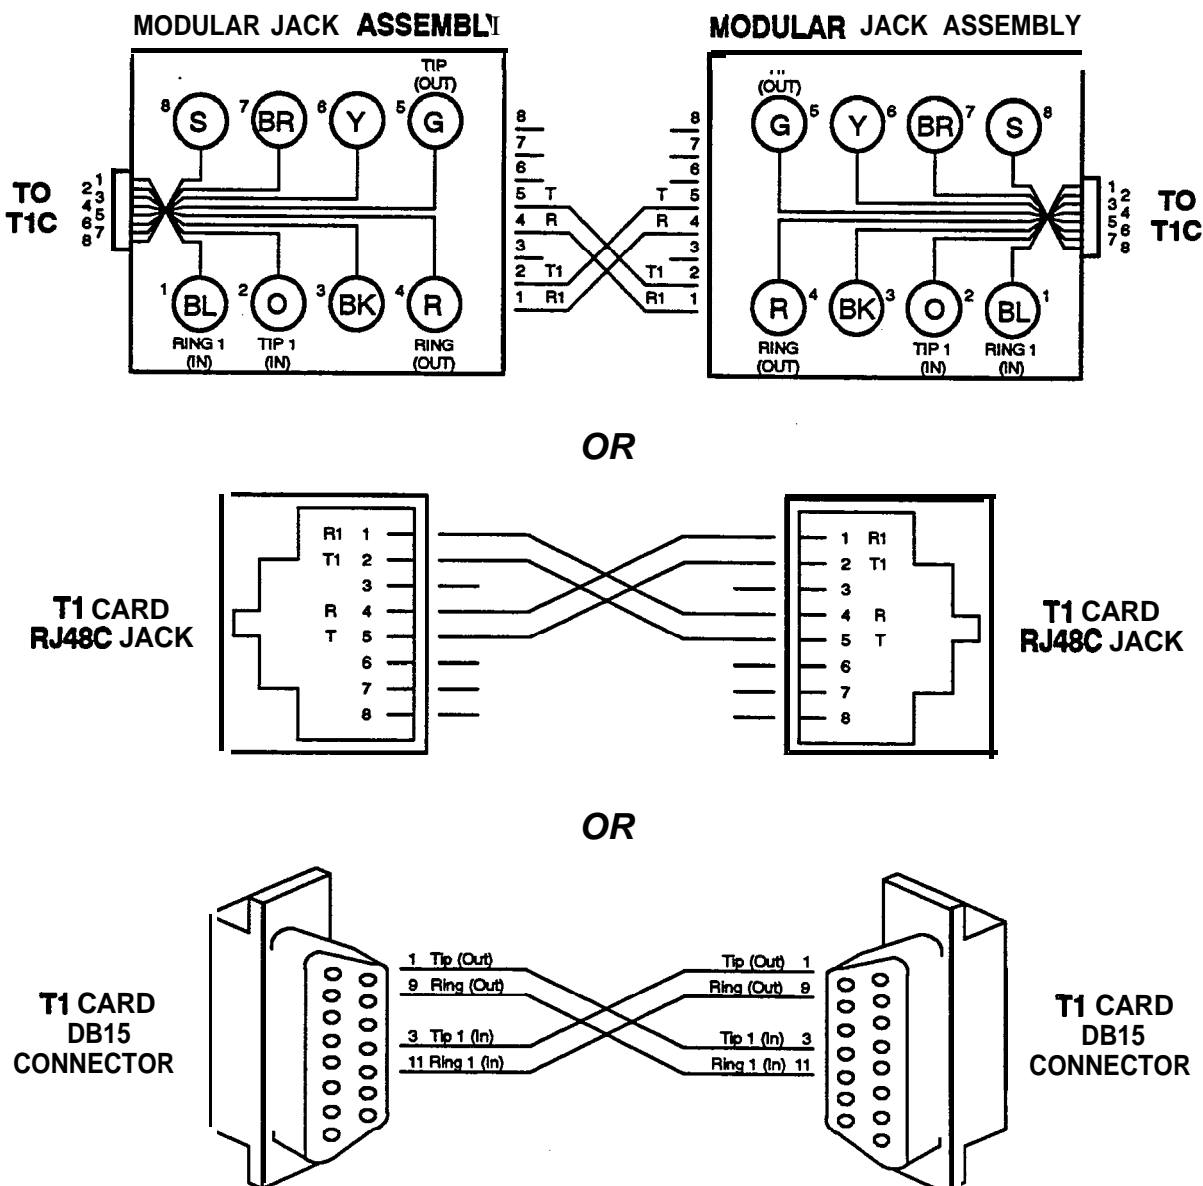 MODULAR JACK ASSEMBLI
MODULAR JACK ASSEMBLY
TIP
(OUT)
8 S 7 BR 6 Y 5 G
TO
T1C
1
2
3
4
5
6
7
8
1 BL 2 O 3 BK 4 R
RING 1
(IN)
TIP 1
(IN)
RING
(OUT)
8
7
6
5 T
4 R
3
2 T1
1 R1
8
7
6
T 5
R 4
3
T1 2
R1 1
(OUT)
G 5 Y 6 BR 7 S 8
1
2
3
4
5
6
7
8
TO
T1C
R 4 BK 3 O 2 BL 1
RING
(OUT)
TIP 1
(IN)
RING 1
(IN)
OR
T1 CARD
RJ48C JACK
R1 1
T1 2
3
R 4
T 5
6
7
8
1 R1
2 T1
3
4 R
5 T
6
7
8
T1 CARD
RJ48C JACK
OR
T1 CARD
DB15
CONNECTOR
1 Tip (Out)
9 Ring (Out)
3 Tip 1 (In)
11 Ring 1 (In)
Tip (Out) 1
Ring (Out) 9
Tip 1 (In) 3
Ring 1 (In) 11
T1 CARD
DB15
CONNECTOR